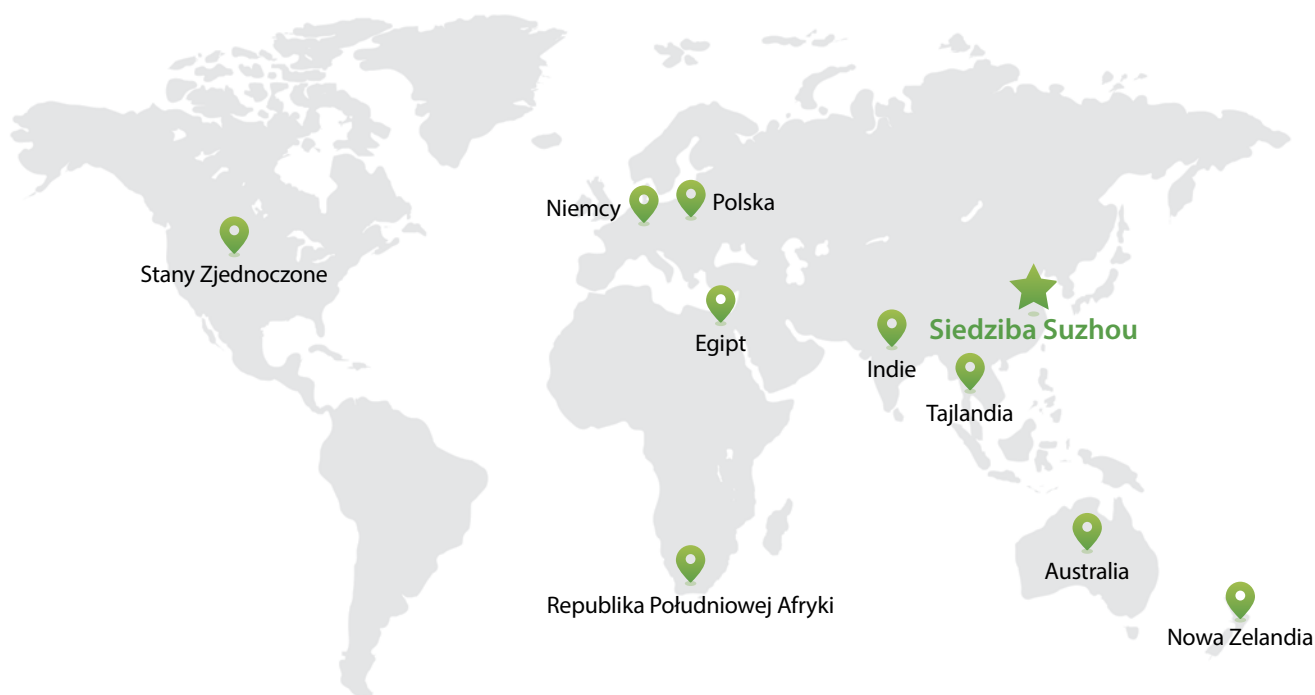 Niemcy
Polska
Stany Zjednoczone
Egipt
Siedziba Suzhou
Indie
Tajlandia
Australia
Republika Południowej Afryki
Nowa Zelandia